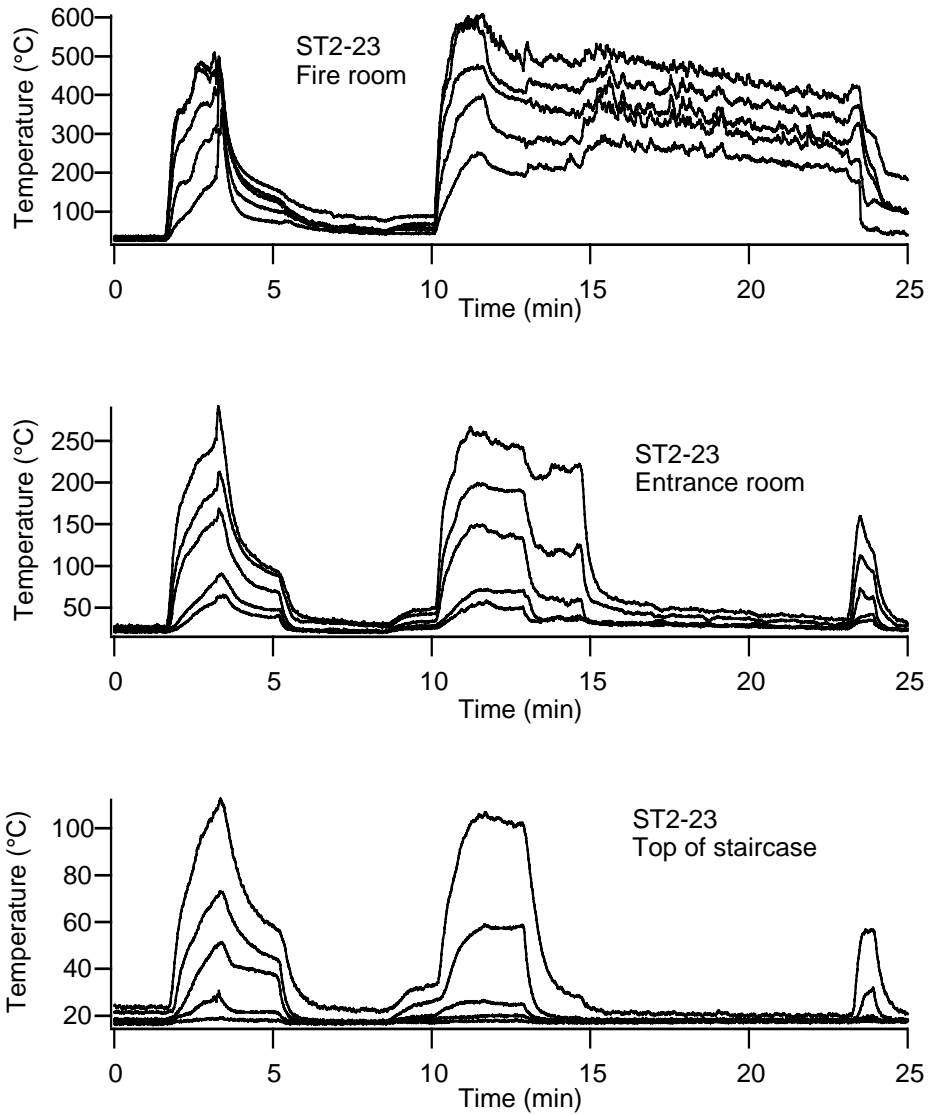 600
500
400
300
200
100
Temperature (°C)
ST2-23
Fire room
0 5 10 15 20 25
Time (min)
250
200
150
100
50
Temperature (°C)
ST2-23
Entrance room
0 5 10 15 20 25
Time (min)
100
80
60
40
20
Temperature (°C)
ST2-23
Top of staircase
0 5 10 15 20 25
Time (min)